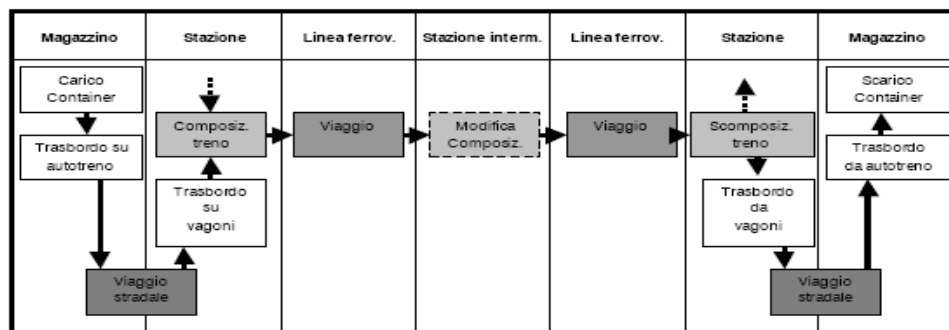 Magazzino
Stazione
Linea ferrov.
Stazione interm.
Linea ferrov.
Stazione
Magazzino
Carico
Container
Trasbordo su
autotreno
Viaggio
stradale
Trasbordo
su
vagoni
Composiz.
treno
Viaggio
Modifica
Composiz.
Viaggio
Scomposiz.
treno
Trasbordo
da
vagoni
Viaggio
stradale
Trasbordo
da autotreno
Scarico
Container